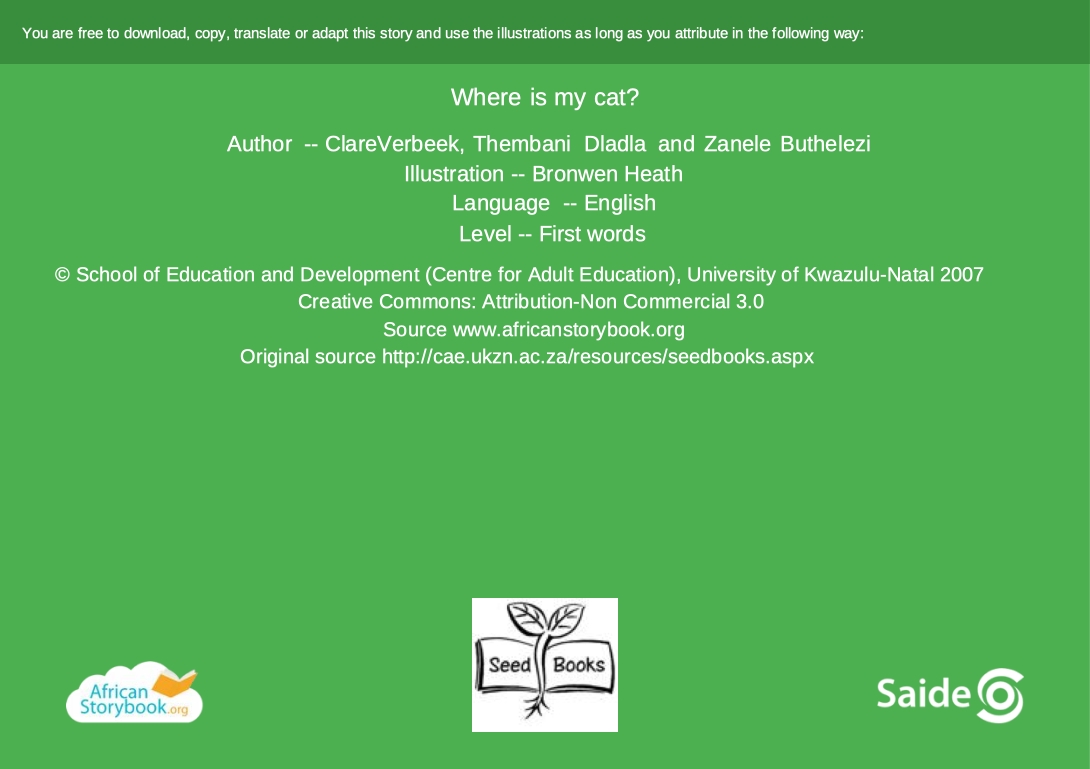 You are free to download, copy, translate or adapt this story and use the illustrations as long as you attribute in the following way:
Where is my cat?
Author -- ClareVerbeek, Thembani Dladla and Zanele Buthelezi
Illustration -- Bronwen Heath
Language -- English
Level -- First words
© School of Education and Development (Centre for Adult Education), University of Kwazulu-Natal 2007
Creative Commons: Attribution-Non Commercial 3.0
Source www.africanstorybook.org
Original source http://cae.ukzn.ac.za/resources/seedbooks.aspx
African
Storybook.org
Seed Books
Saide